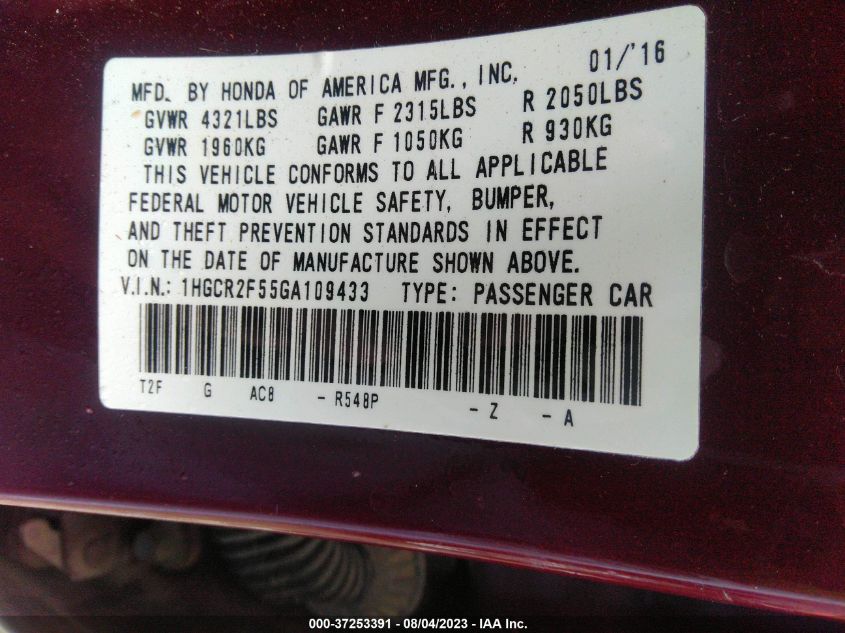 01/'16
MFD. BY HONDA OF AMERICA MFG., INC.
GVWR 4321LBS GAWR F 2315LBS R 2050LBS
GVWR 1960KG GAWR F 1050KG R 930KG
THIS VEHICLE CONFORMS TO ALL APPLICABLE
FEDERAL MOTOR VEHICLE SAFETY, BUMPER,
AND THEFT PREVENTION STANDARDS IN EFFECT
ON THE DATE OF MANUFACTURE SHOWN ABOVE.
V.I.N.: 1HGCR2F55GA109433 TYPE: PASSENGER CAR
T2F G AC8 - R548P - Z - A
000-37253391 - 08/04/2023 - IAA Inc.